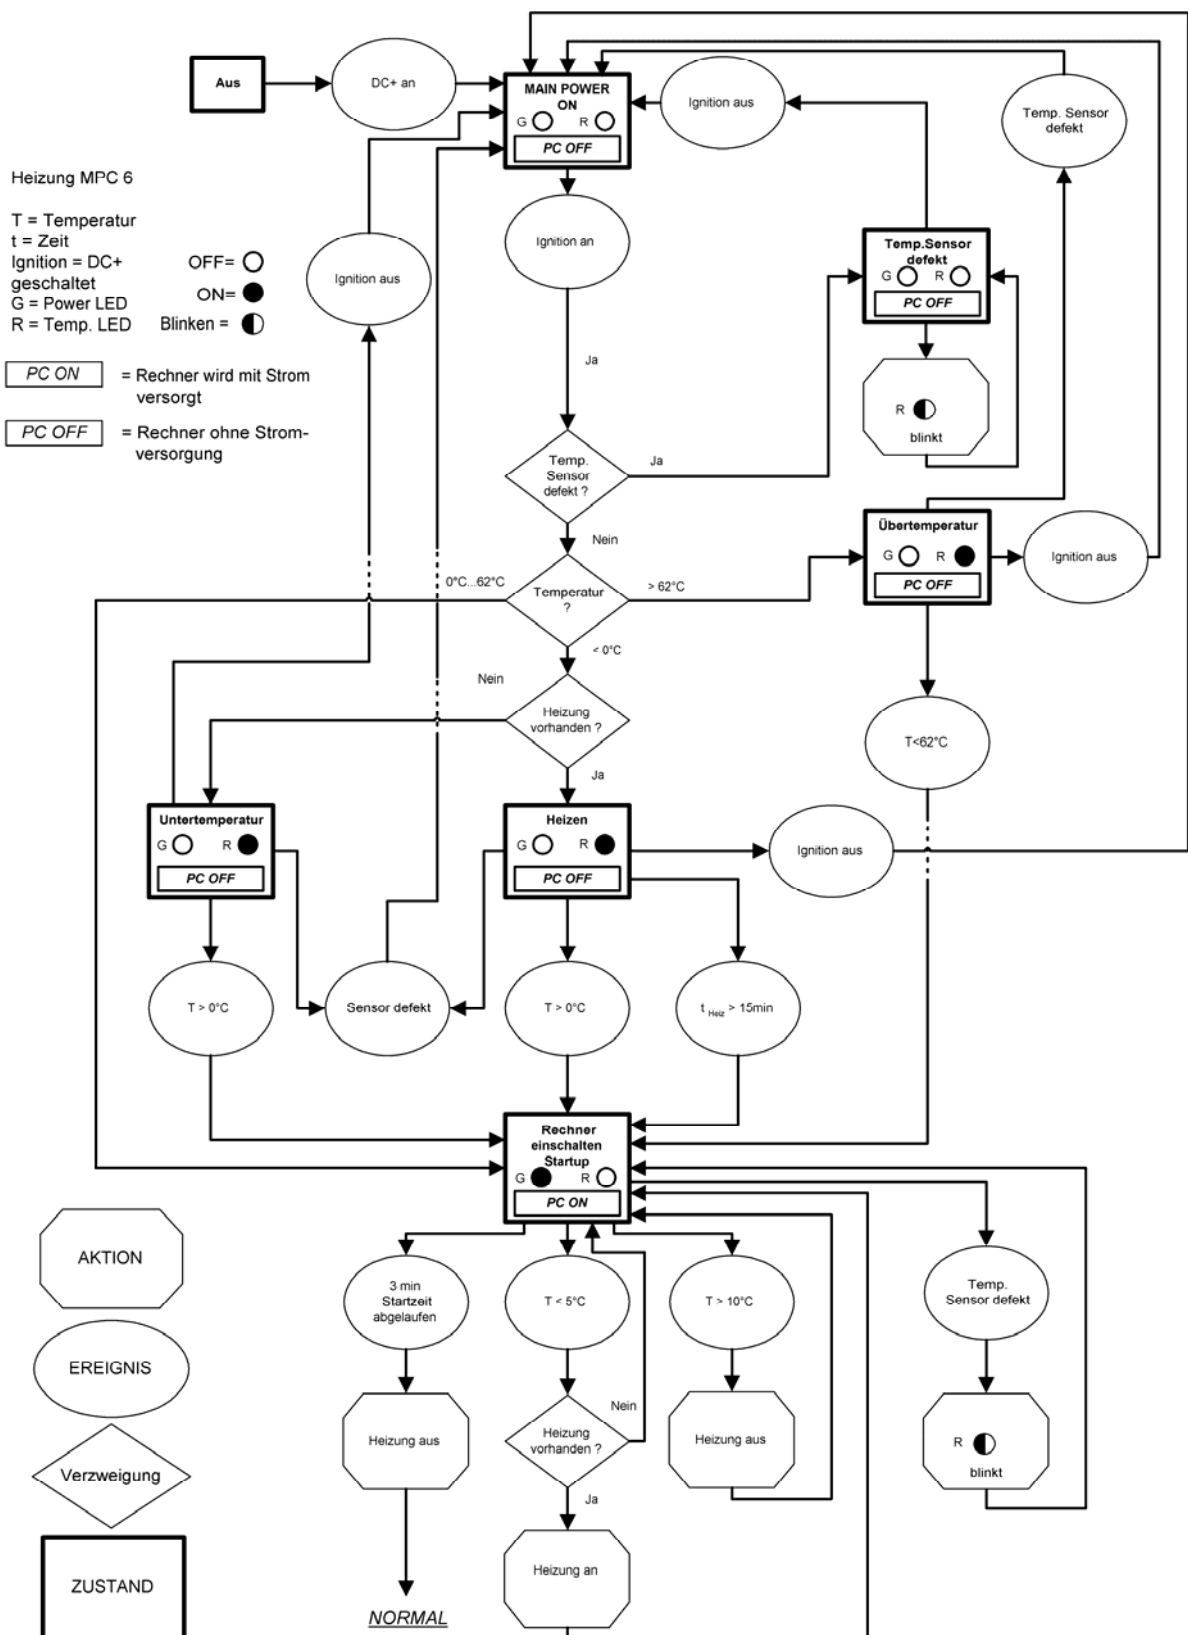 Aus
DC+ an
MAIN POWER
ON
G R
PC OFF
Ignition aus
Temp. Sensor
defekt
Heizung MPC 6
T = Temperatur
t = Zeit
Ignition = DC+
geschaltet
G = Power LED
R = Temp. LED
OFF=
ON=
Blinken =
PC ON
= Rechner wird mit Strom
versorgt
PC OFF
= Rechner ohne Strom-
versorgung
Ignition aus
Ignition an
Ja
Temp.Sensor
defekt
G R
PC OFF
R
blinkt
Temp.
Sensor
defekt ?
Ja
Nein
Übertemperatur
G R
PC OFF
Ignition aus
0°C...62°C
Temperatur
?
> 62°C
< 0°C
Nein
Heizung
vorhanden ?
Ja
T<62°C
Untertemperatur
G R
PC OFF
Heizen
G R
PC OFF
Ignition aus
T > 0°C
Sensor defekt
T > 0°C
t Heiz > 15min
Rechner
einschalten
Startup
G R
PC ON
3 min
Startzeit
abgelaufen
T < 5°C
T > 10°C
Temp.
Sensor defekt
Heizung aus
Nein
Heizung
vorhanden ?
Ja
Heizung aus
R
blinkt
Heizung an
NORMAL
AKTION
EREIGNIS
Verzweigung
ZUSTAND